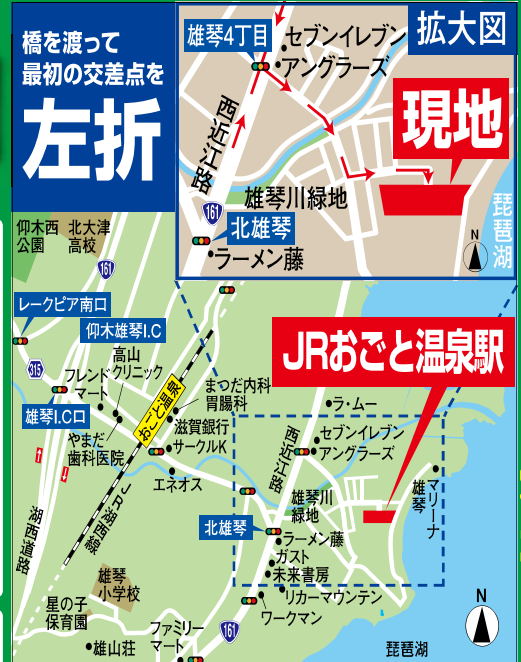 橋を渡って
最初の交差点を
左折
拡大図
雄琴4丁目
セブンイレブン
アングラーズ
現地
西近江路
雄琴川緑地
161
北雄琴
ラーメン藤
琵琶湖
N
仰木西
公園
北大津
高校
161
レークピア南口
仰木雄琴I.C
315
高山
クリニック
フレンド
マート
雄琴I.C口
やまだ
歯科医院
おごと温泉
まつだ内科
胃腸科
滋賀銀行
サークルK
エネオス
JR湖西線
湖西道路
JRおごと温泉駅
ラ・ムー
セブンイレブン
アングラーズ
西近江路
雄琴川
緑地
マリーナ
雄琴
北雄琴
ラーメン藤
ガスト
未来書房
リカーマウンテン
ワークマン
雄琴
小学校
星の子
保育園
雄山荘
ファミリー
マート
161
琵琶湖
N